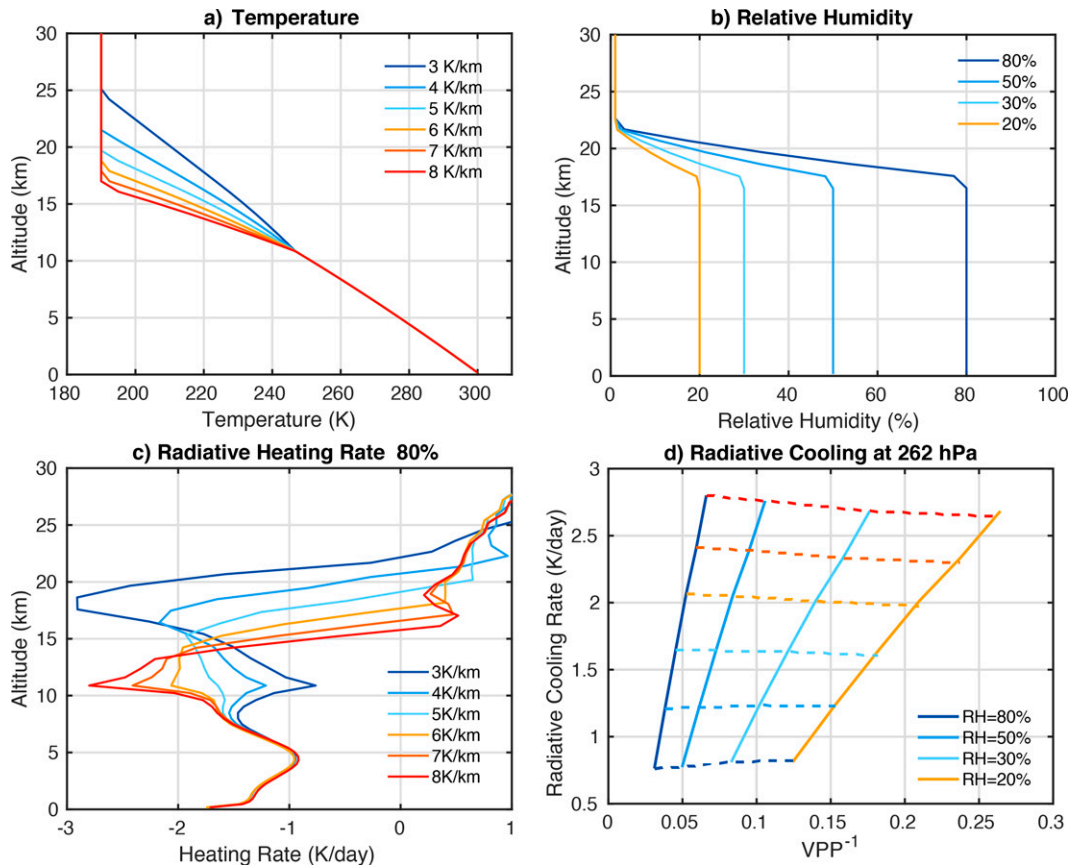 a) Temperature
30
25
20
15
10
5
0
Altitude (km)
3 K/km
4 K/km
5 K/km
6 K/km
7 K/km
8 K/km
180 200 220 240 260 280 300
Temperature (K)
b) Relative Humidity
30
25
20
15
10
5
0
Altitude (km)
80%
50%
30%
20%
0 20 40 60 80 100
Relative Humidity (%)
c) Radiative Heating Rate 80%
30
25
20
15
10
5
0
Altitude (km)
3K/km
4K/km
5K/km
6K/km
7K/km
8K/km
-3 -2 -1 0 1
Heating Rate (K/day)
d) Radiative Cooling at 262 hPa
3
2.5
2
1.5
1
0.5
Radiative Cooling Rate (K/day)
RH=80%
RH=50%
RH=30%
RH=20%
0 0.05 0.1 0.15 0.2 0.25 0.3
VPP⁻¹